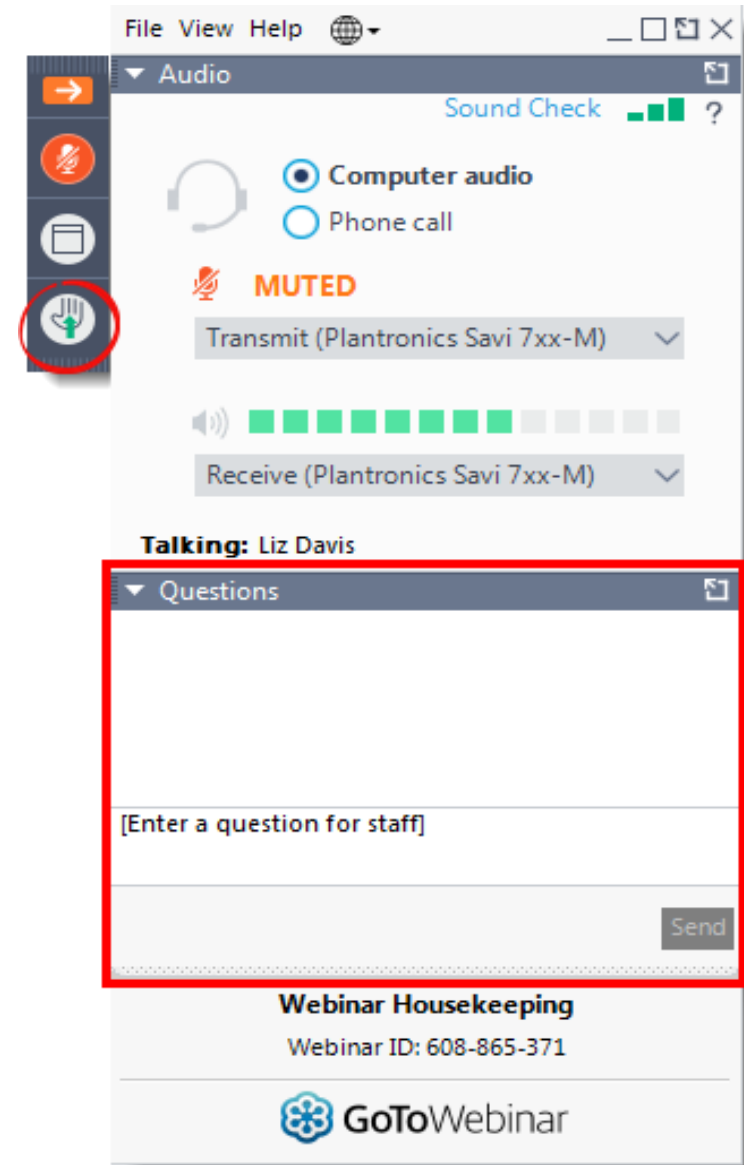 File View Help
Audio
Sound Check ?
Computer audio
Phone call
MUTED
Transmit (Plantronics Savi 7xx-M)
Receive (Plantronics Savi 7xx-M)
Talking: Liz Davis
Questions
[Enter a question for staff]
Send
Webinar Housekeeping
Webinar ID: 608-865-371
GoToWebinar